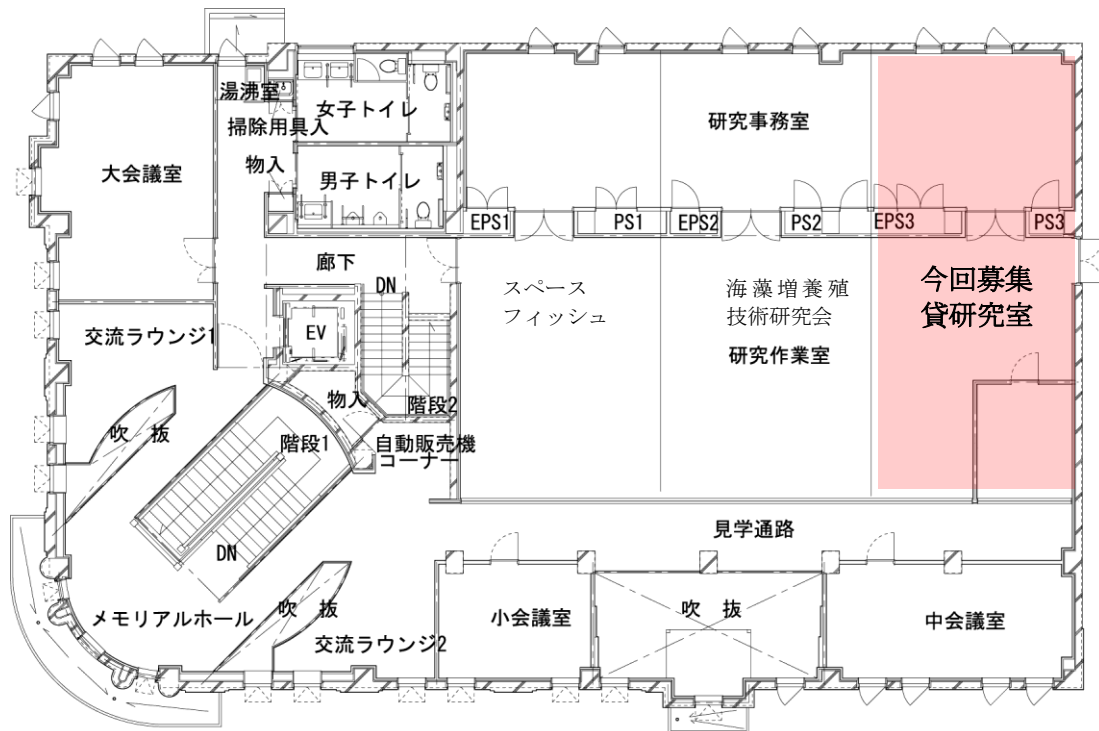 湯沸室
女子トイレ
掃除用具入
物入
男子トイレ
大会議室
研究事務室
EPS1
PS1
EPS2
PS2
EPS3
PS3
廊下
DN
スペース
フィッシュ
海藻増養殖
技術研究会
研究作業室
今回募集
貸研究室
交流ラウンジ1
EV
物入
階段2
吹 抜
階段1
自動販売機
コーナー
DN
見学通路
メモリアルホール
吹 抜
交流ラウンジ2
小会議室
吹 抜
中会議室